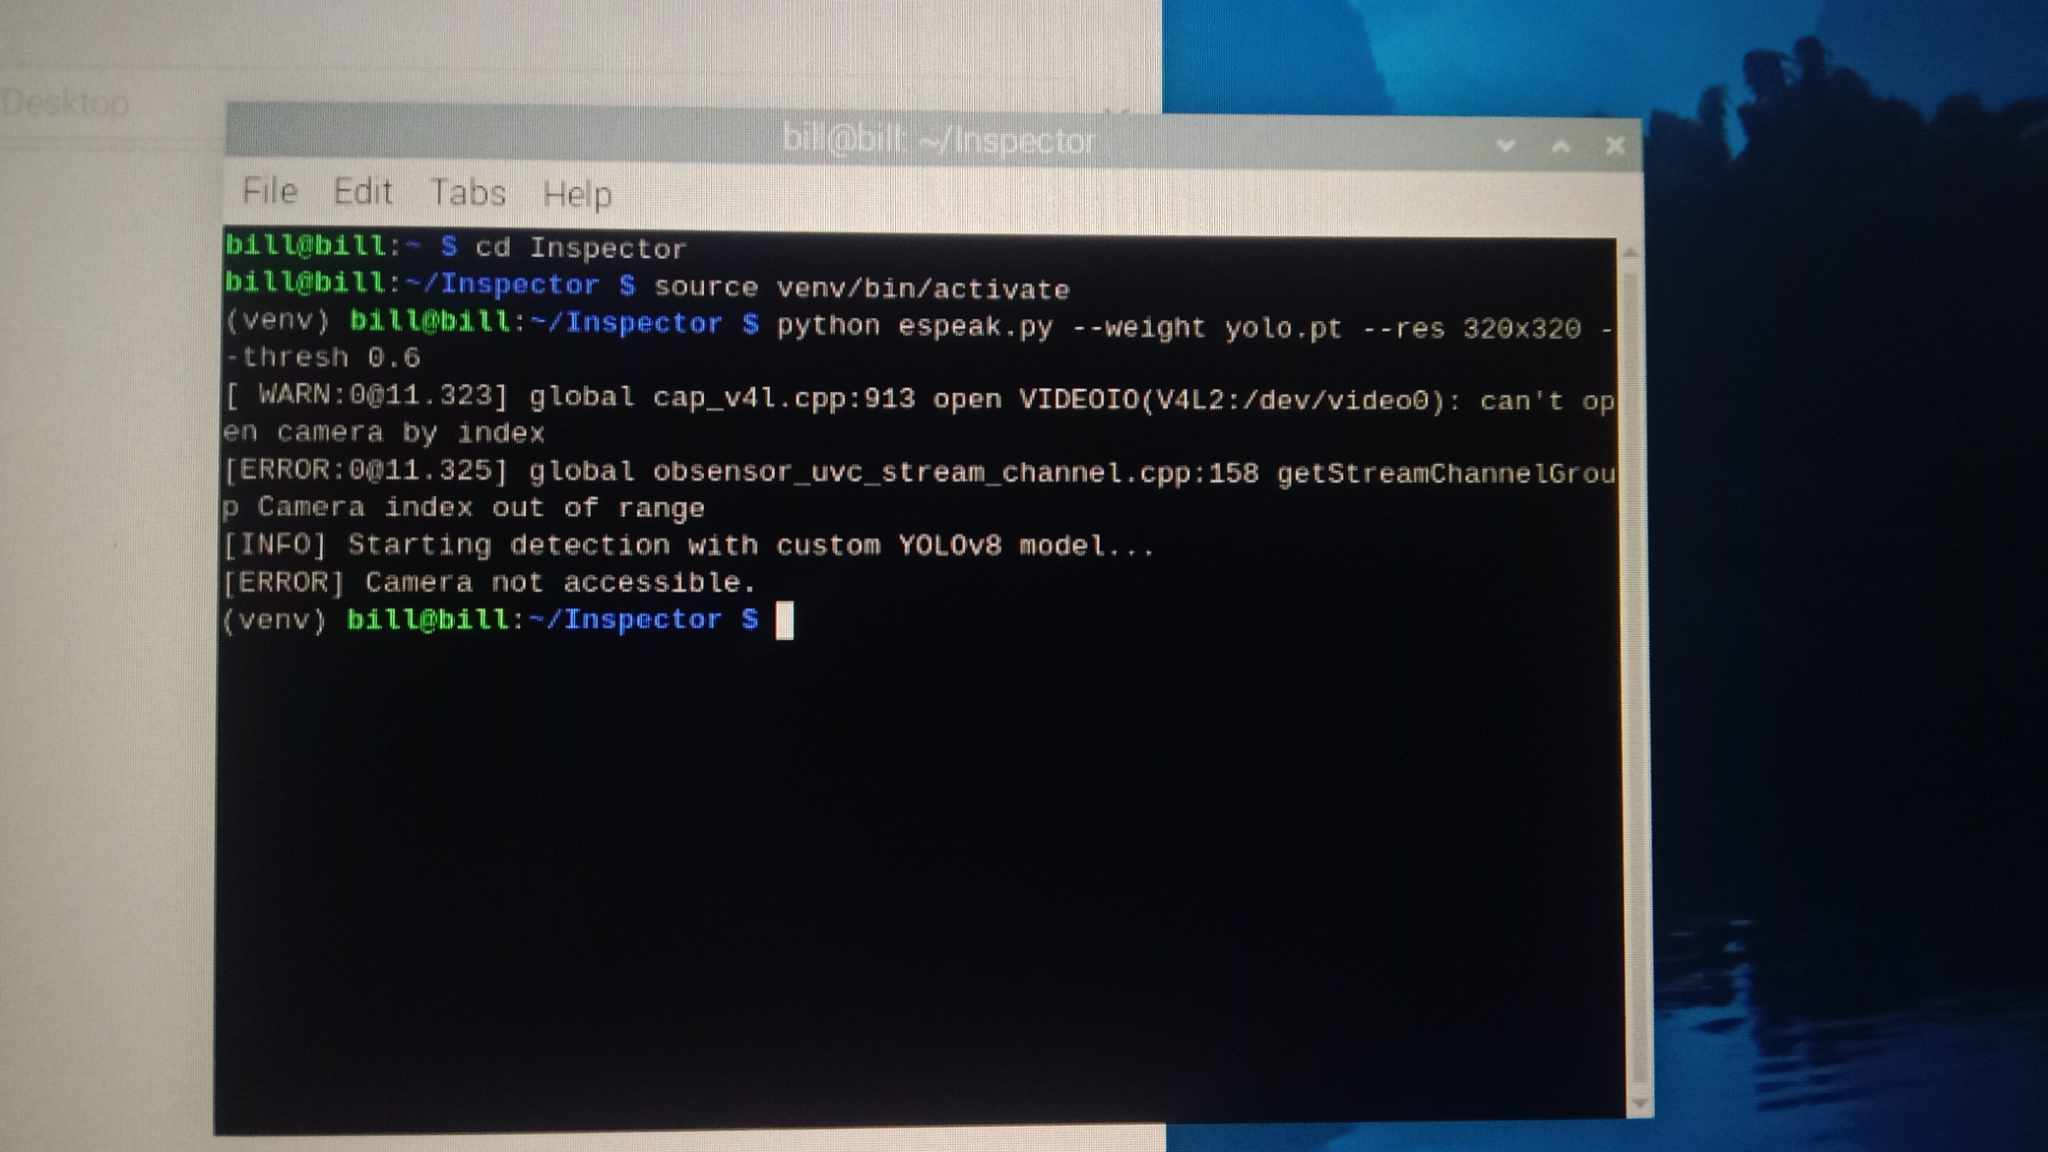 Desktop
bill@bill: ~/Inspector
File Edit Tabs Help
bill@bill:~ $ cd Inspector
bill@bill:~/Inspector $ source venv/bin/activate
(venv) bill@bill:~/Inspector $ python espeak.py --weight yolo.pt --res 320x320 -
-thresh 0.6
[ WARN:0@11.323] global cap_v4l.cpp:913 open VIDEOIO(V4L2:/dev/video0): can't op
en camera by index
[ERROR:0@11.325] global obsensor_uvc_stream_channel.cpp:158 getStreamChannelGrou
p Camera index out of range
[INFO] Starting detection with custom YOLOv8 model...
[ERROR] Camera not accessible.
(venv) bill@bill:~/Inspector $